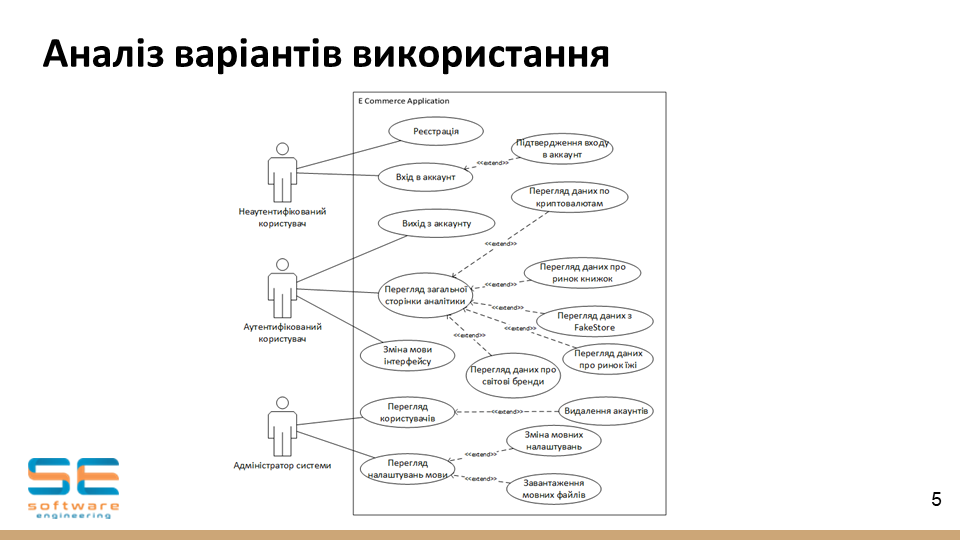 Аналіз варіантів використання
E Commerce Application
Реєстрація
Підтвердження входу
в аккаунт
<<extend>>
Вхід в аккаунт
Неаутентифікований
користувач
Перегляд даних по
криптовалютам
Вихід з аккаунту
<<extend>>
Перегляд даних про
ринок книжок
<<extend>>
Перегляд загальної
сторінки аналітики
<<extend>>
Перегляд даних з
FakeStore
<<extend>>
Аутентифікований
користувач
<<extend>>
Зміна мови
інтерфейсу
Перегляд даних
про ринок їжі
Перегляд даних про
світові бренди
Перегляд
користувачів
<<extend>>
Видалення акаунтів
Зміна мовних
налаштувань
<<extend>>
Адміністратор системи
Перегляд
налаштувань мови
<<extend>>
Завантаження
мовних файлів
SE
software
engineering
5